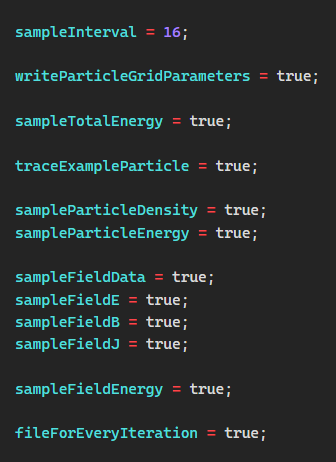 sampleInterval = 16;
writeParticleGridParameters = true;
sampleTotalEnergy = true;
traceExampleParticle = true;
sampleParticleDensity = true;
sampleParticleEnergy = true;
sampleFieldData = true;
sampleFieldE = true;
sampleFieldB = true;
sampleFieldJ = true;
sampleFieldEnergy = true;
fileForEveryIteration = true;